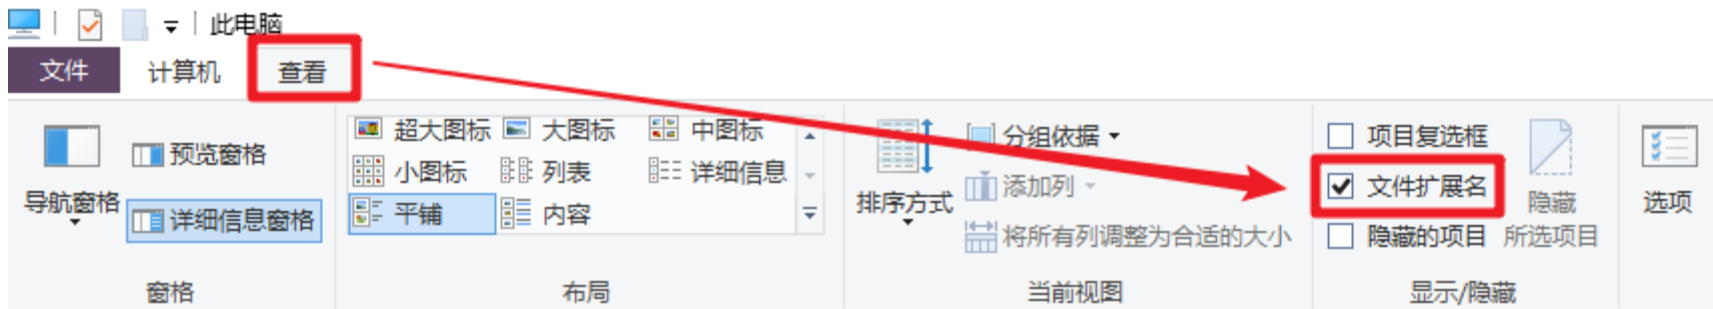 此电脑
文件 计算机 查看
超大图标 大图标 中图标
小图标 列表 详细信息
平铺 内容
导航窗格
预览窗格
详细信息窗格
排序方式
分组依据
添加列
将所有列调整为合适的大小
项目复选框
文件扩展名
隐藏的项目
隐藏
所选项目
选项
窗格 布局 当前视图 显示/隐藏